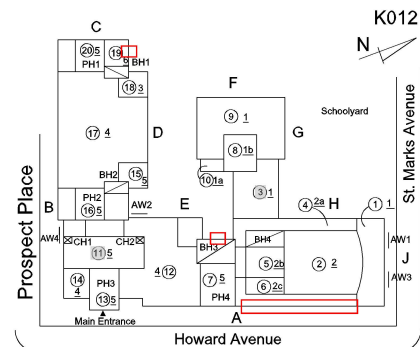 K012
C
N
20 5
19
6
PH1
BH1
18 3
F
Schoolyard
9 1
17 4
D
G
8 1b
St. Marks Avenue
Prospect Place
BH2
15 5
10 1a
3 1
PH2
4 2a H
1 1
B
16 5
AW2
E
AW4
CH1
CH2
BH3
BH4
AW1
J
11 5
4 12
7 5
5 2b
2 2
AW3
14 4
PH3
6 2c
13 5
PH4
A
Main Entrance
Howard Avenue